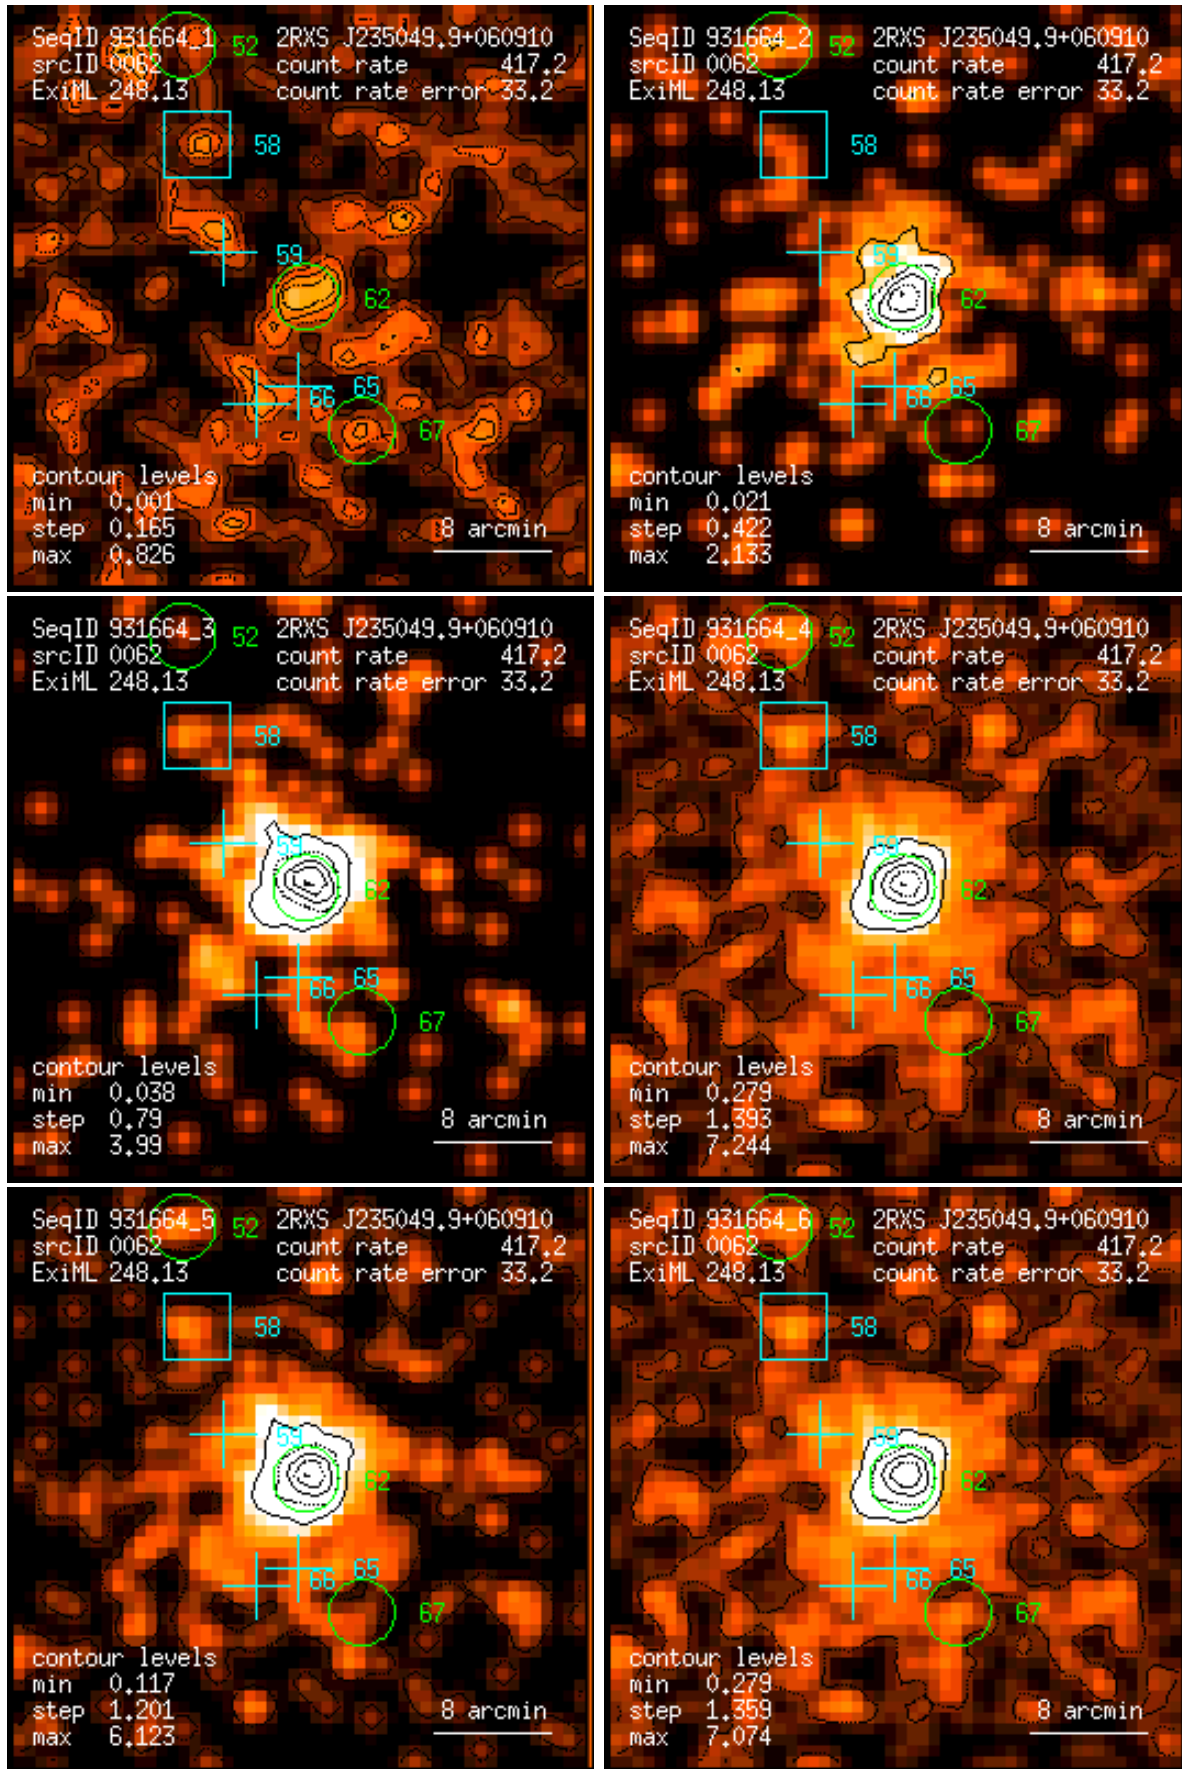 SeqID 931664_1 52 2RXS J235049.9+060910
srcID 0062 count rate 417.2
ExiML 248.13 count rate error 33.2
58
59
62
65
66
67
contour levels
min 0.001
step 0.165 8 arcmin
max 0.826
SeqID 931664_2 52 2RXS J235049.9+060910
srcID 0062 count rate 417.2
ExiML 248.13 count rate error 33.2
58
59
62
65
66
67
contour levels
min 0.021
step 0.422 8 arcmin
max 2.133
SeqID 931664_3 52 2RXS J235049.9+060910
srcID 0062 count rate 417.2
ExiML 248.13 count rate error 33.2
58
59
62
65
66
67
contour levels
min 0.038
step 0.79 8 arcmin
max 3.99
SeqID 931664_4 52 2RXS J235049.9+060910
srcID 0062 count rate 417.2
ExiML 248.13 count rate error 33.2
58
59
62
65
66
67
contour levels
min 0.279
step 1.393 8 arcmin
max 7.244
SeqID 931664_5 52 2RXS J235049.9+060910
srcID 0062 count rate 417.2
ExiML 248.13 count rate error 33.2
58
59
62
65
66
67
contour levels
min 0.117
step 1.201 8 arcmin
max 6.123
SeqID 931664_6 52 2RXS J235049.9+060910
srcID 0062 count rate 417.2
ExiML 248.13 count rate error 33.2
58
59
62
65
66
67
contour levels
min 0.279
step 1.359 8 arcmin
max 7.074